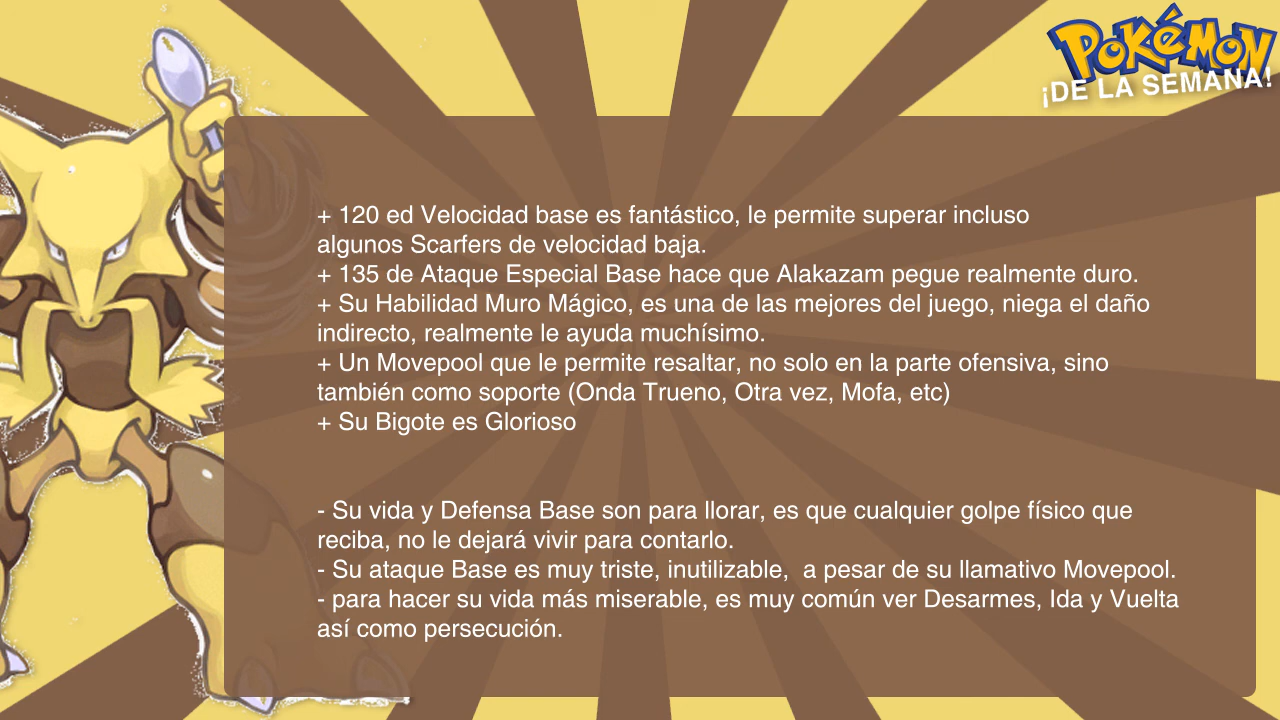 POKéMON
¡DE LA SEMANA!
+ 120 ed Velocidad base es fantástico, le permite superar incluso
algunos Scarfers de velocidad baja.
+ 135 de Ataque Especial Base hace que Alakazam pegue realmente duro.
+ Su Habilidad Muro Mágico, es una de las mejores del juego, niega el daño
indirecto, realmente le ayuda muchísimo.
+ Un Movepool que le permite resaltar, no solo en la parte ofensiva, sino
también como soporte (Onda Trueno, Otra vez, Mofa, etc)
+ Su Bigote es Glorioso
- Su vida y Defensa Base son para llorar, es que cualquier golpe físico que
reciba, no le dejará vivir para contarlo.
- Su ataque Base es muy triste, inutilizable,  a pesar de su llamativo Movepool.
- para hacer su vida más miserable, es muy común ver Desarmes, Ida y Vuelta
así como persecución.